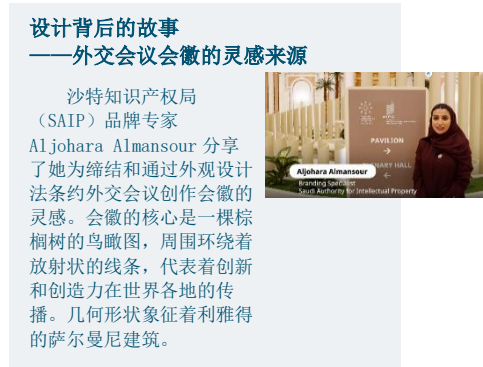 设计背后的故事
——外交会议会徽的灵感来源
沙特知识产权局
（SAIP）品牌专家
Aljohara Almansour 分享
了她为缔结和通过外观设计
法条约外交会议创作会徽的
灵感。会徽的核心是一棵棕
榈树的鸟瞰图，周围环绕着
放射状的线条，代表着创新
和创造力在世界各地的传
播。几何形状象征着利雅得
的萨尔曼尼建筑。
PAVILION
→
ENARY HALL
←
Aljohara Almansour
Branding Specialist
Saudi Authority for Intellectual Property